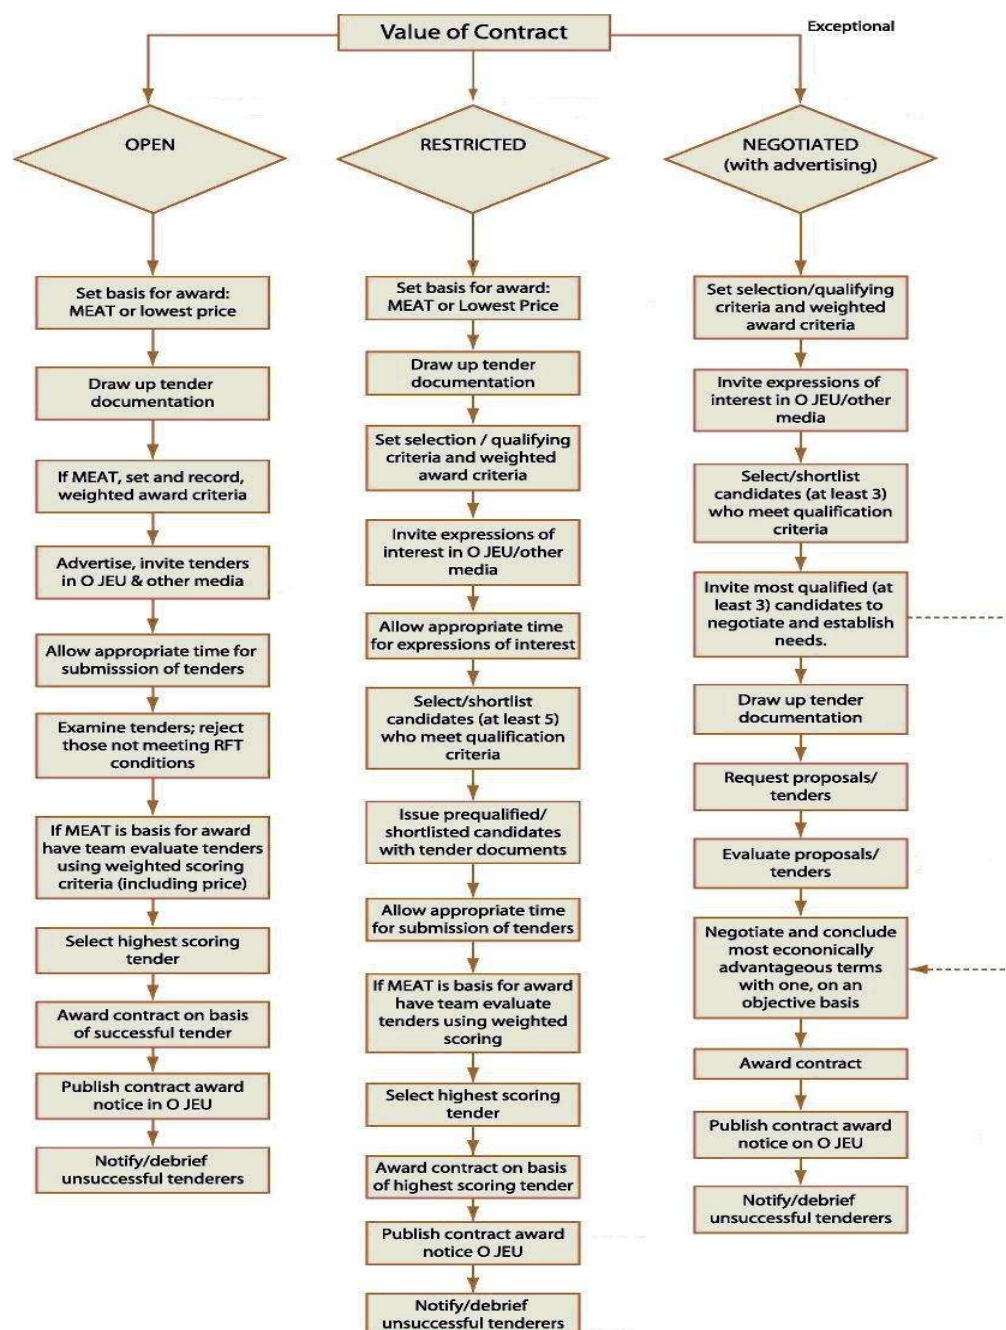 Value of Contract
Exceptional
OPEN
Set basis for award:
MEAT or lowest price
Draw up tender
documentation
If MEAT, set and record,
weighted award criteria
Advertise, invite tenders
in O JEU & other media
Allow appropriate time for
submisssion of tenders
Examine tenders; reject
those not meeting RFT
conditions
If MEAT is basis for award
have team evaluate tenders
using weighted scoring
criteria (including price)
Select highest scoring
tender
Award contract on basis
of successful tender
Publish contract award
notice in O JEU
Notify/debrief
unsuccessful tenderers
RESTRICTED
Set basis for award:
MEAT or Lowest Price
Draw up tender
documentation
Set selection / qualifying
criteria and weighted
award criteria
Invite expressions of
interest in O JEU/other
media
Allow appropriate time
for expressions of interest
Select/shortlist
candidates (at least 5)
who meet qualification
criteria
Issue prequalified/
shortlisted candidates
with tender documents
Allow appropriate time
for submission of tenders
If MEAT is basis for award
have team evaluate
tenders using weighted
scoring
Select highest scoring
tender
Award contract on basis
of highest scoring tender
Publish contract award
notice O JEU
Notify/debrief
unsuccessful tenderers
NEGOTIATED
(with advertising)
Set selection/qualifying
criteria and weighted
award criteria
Invite expressions of
interest in O JEU/other
media
Select/shortlist
candidates (at least 3)
who meet qualification
criteria
Invite most qualified (at
least 3) candidates to
negotiate and establish
needs.
Draw up tender
documentation
Request proposals/
tenders
Evaluate proposals/
tenders
Negotiate and conclude
most economically
advantageous terms
with one, on an
objective basis
Award contract
Publish contract award
notice on O JEU
Notify/debrief
unsuccessful tenderers